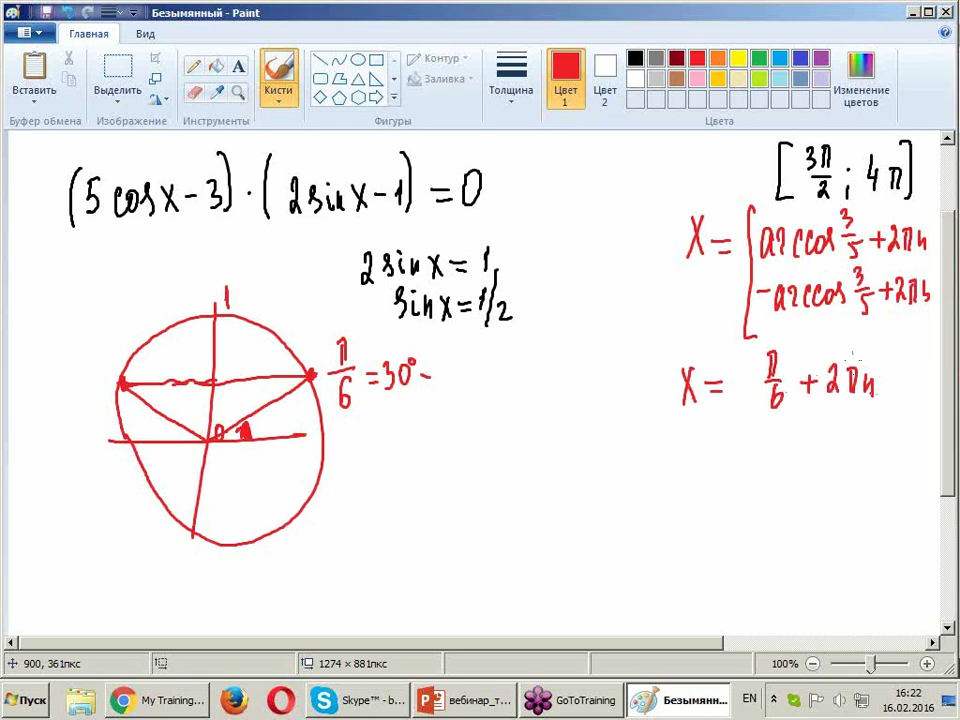 Безымянный - Paint
Главная Вид
Вставить
Выделить
Кисти
Контур
Заливка
Толщина
Цвет 1
Цвет 2
Изменение цветов
Буфер обмена Изображение Инструменты Фигуры Цвета
[3π/2 ; 4π]
(5 cosx − 3) · (2 sinx − 1) = 0
x = [ arccos 3/5 + 2πn
− arccos 3/5 + 2πn
2 sin x = 1
sin x = 1/2
1
π/6 = 30° −
x = π/6 + 2πn
0
900, 361пкс 1274 × 881пкс 100%
Пуск My Training... Skype™ - b... вебинар_т... GoToTraining Безымянн... EN 16:22
16.02.2016